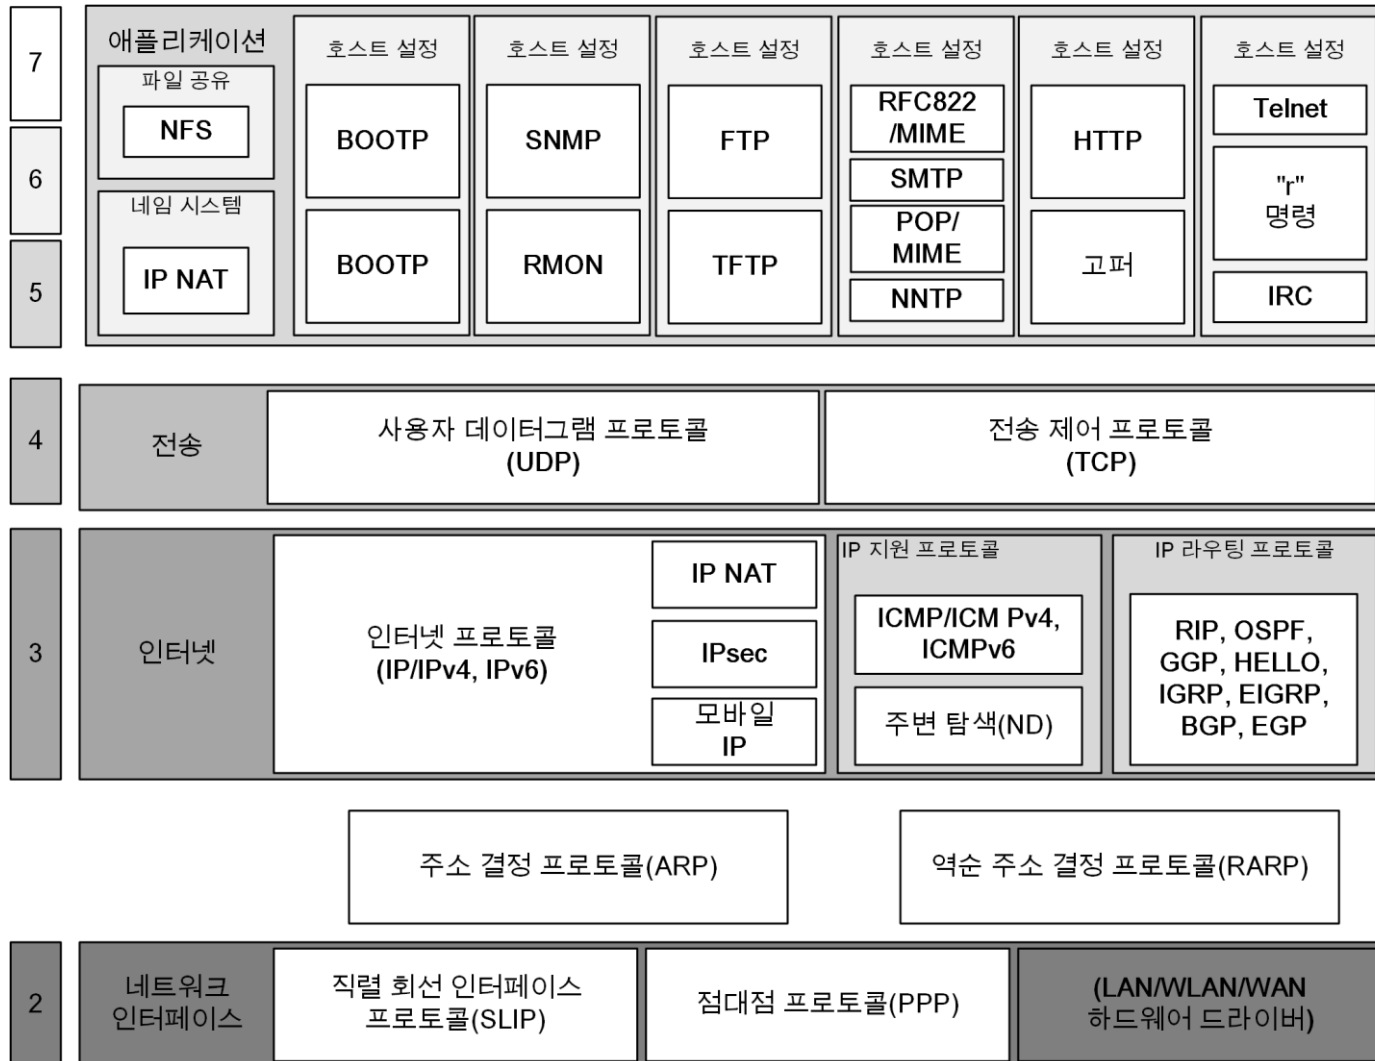 7
6
5
애플리케이션
파일 공유
NFS
네임 시스템
IP NAT
호스트 설정
BOOTP
BOOTP
호스트 설정
SNMP
RMON
호스트 설정
FTP
TFTP
호스트 설정
RFC822
/MIME
SMTP
POP/
MIME
NNTP
호스트 설정
HTTP
고퍼
호스트 설정
Telnet
"r"
명령
IRC
4
전송
사용자 데이터그램 프로토콜
(UDP)
전송 제어 프로토콜
(TCP)
3
인터넷
인터넷 프로토콜
(IP/IPv4, IPv6)
IP NAT
IPsec
모바일
IP
IP 지원 프로토콜
ICMP/ICM Pv4,
ICMPv6
주변 탐색(ND)
IP 라우팅 프로토콜
RIP, OSPF,
GGP, HELLO,
IGRP, EIGRP,
BGP, EGP
주소 결정 프로토콜(ARP)
역순 주소 결정 프로토콜(RARP)
2
네트워크
인터페이스
직렬 회선 인터페이스
프로토콜(SLIP)
점대점 프로토콜(PPP)
(LAN/WLAN/WAN
하드웨어 드라이버)